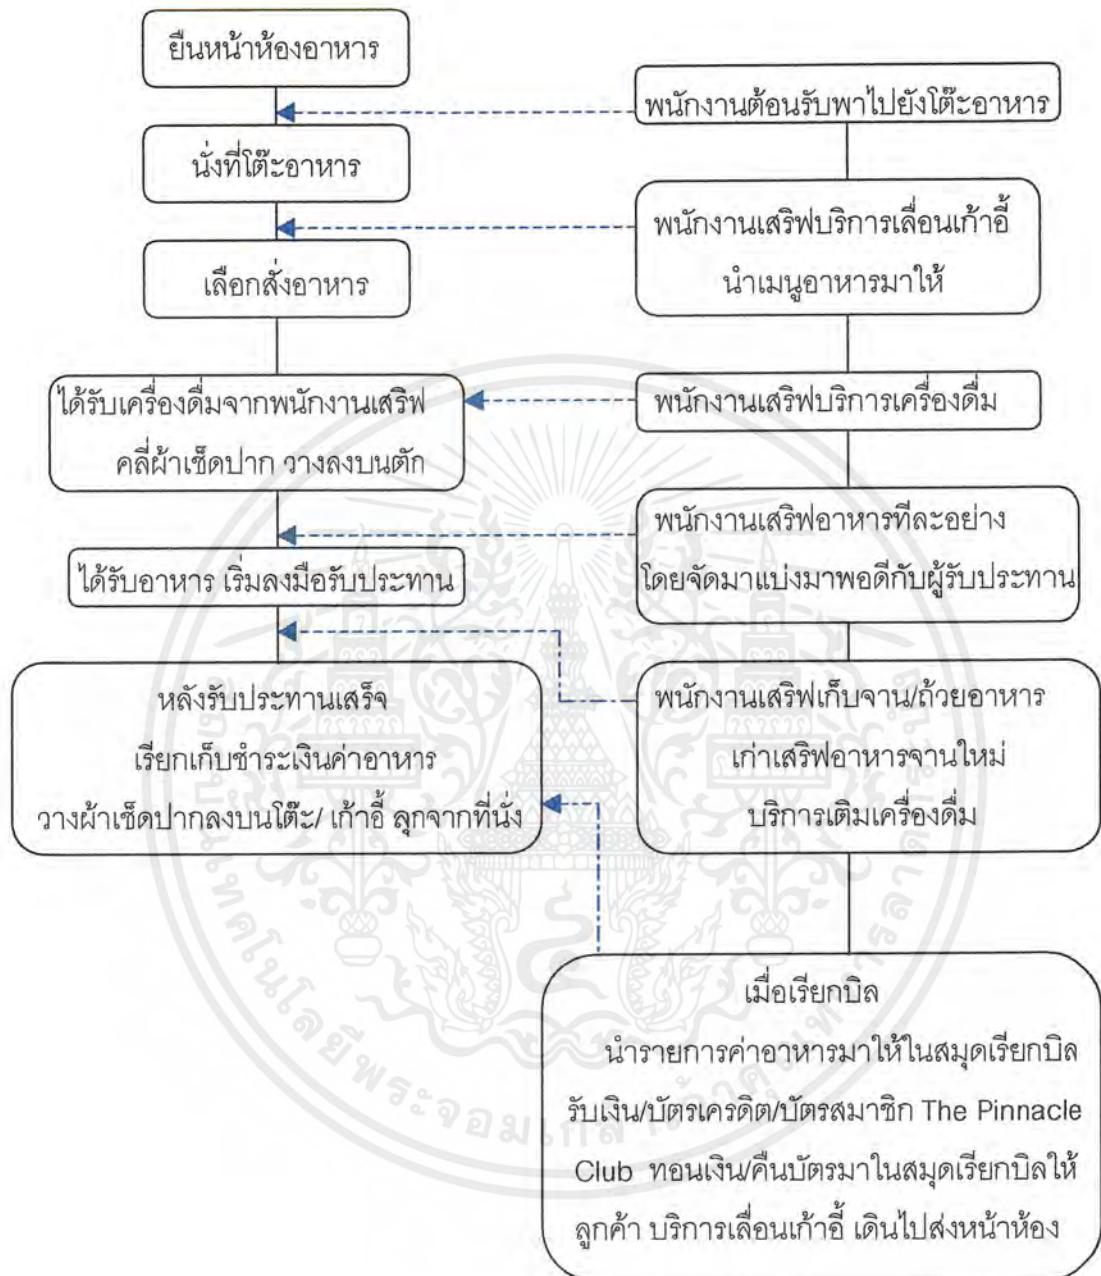 ยืนหน้าห้องอาหาร
พนักงานต้อนรับพาไปยังโต๊ะอาหาร
นั่งที่โต๊ะอาหาร
พนักงานเสริฟบริการเลื่อนเก้าอี้
นำเมนูอาหารมาให้
เลือกสั่งอาหาร
ได้รับเครื่องดื่มจากพนักงานเสริฟ
คลี่ผ้าเช็ดปาก วางลงบนตัก
พนักงานเสริฟบริการเครื่องดื่ม
พนักงานเสริฟอาหารทีละอย่าง
โดยจัดมาแบ่งมาพอดีกับผู้รับประทาน
ได้รับอาหาร เริ่มลงมือรับประทาน
หลังรับประทานเสร็จ
เรียกเก็บชำระเงินค่าอาหาร
วางผ้าเช็ดปากลงบนโต๊ะ/ เก้าอี้ ลุกจากที่นั่ง
พนักงานเสริฟเก็บจาน/ถ้วยอาหาร
เก่าเสริฟอาหารจานใหม่
บริการเติมเครื่องดื่ม
เมื่อเรียกบิล
นำรายการค่าอาหารมาให้ในสมุดเรียกบิล
รับเงิน/บัตรเครดิต/บัตรสมาชิก The Pinnacle
Club ทอนเงิน/คืนบัตรมาในสมุดเรียกบิลให้
ลูกค้า บริการเลื่อนเก้าอี้ เดินไปส่งหน้าห้อง